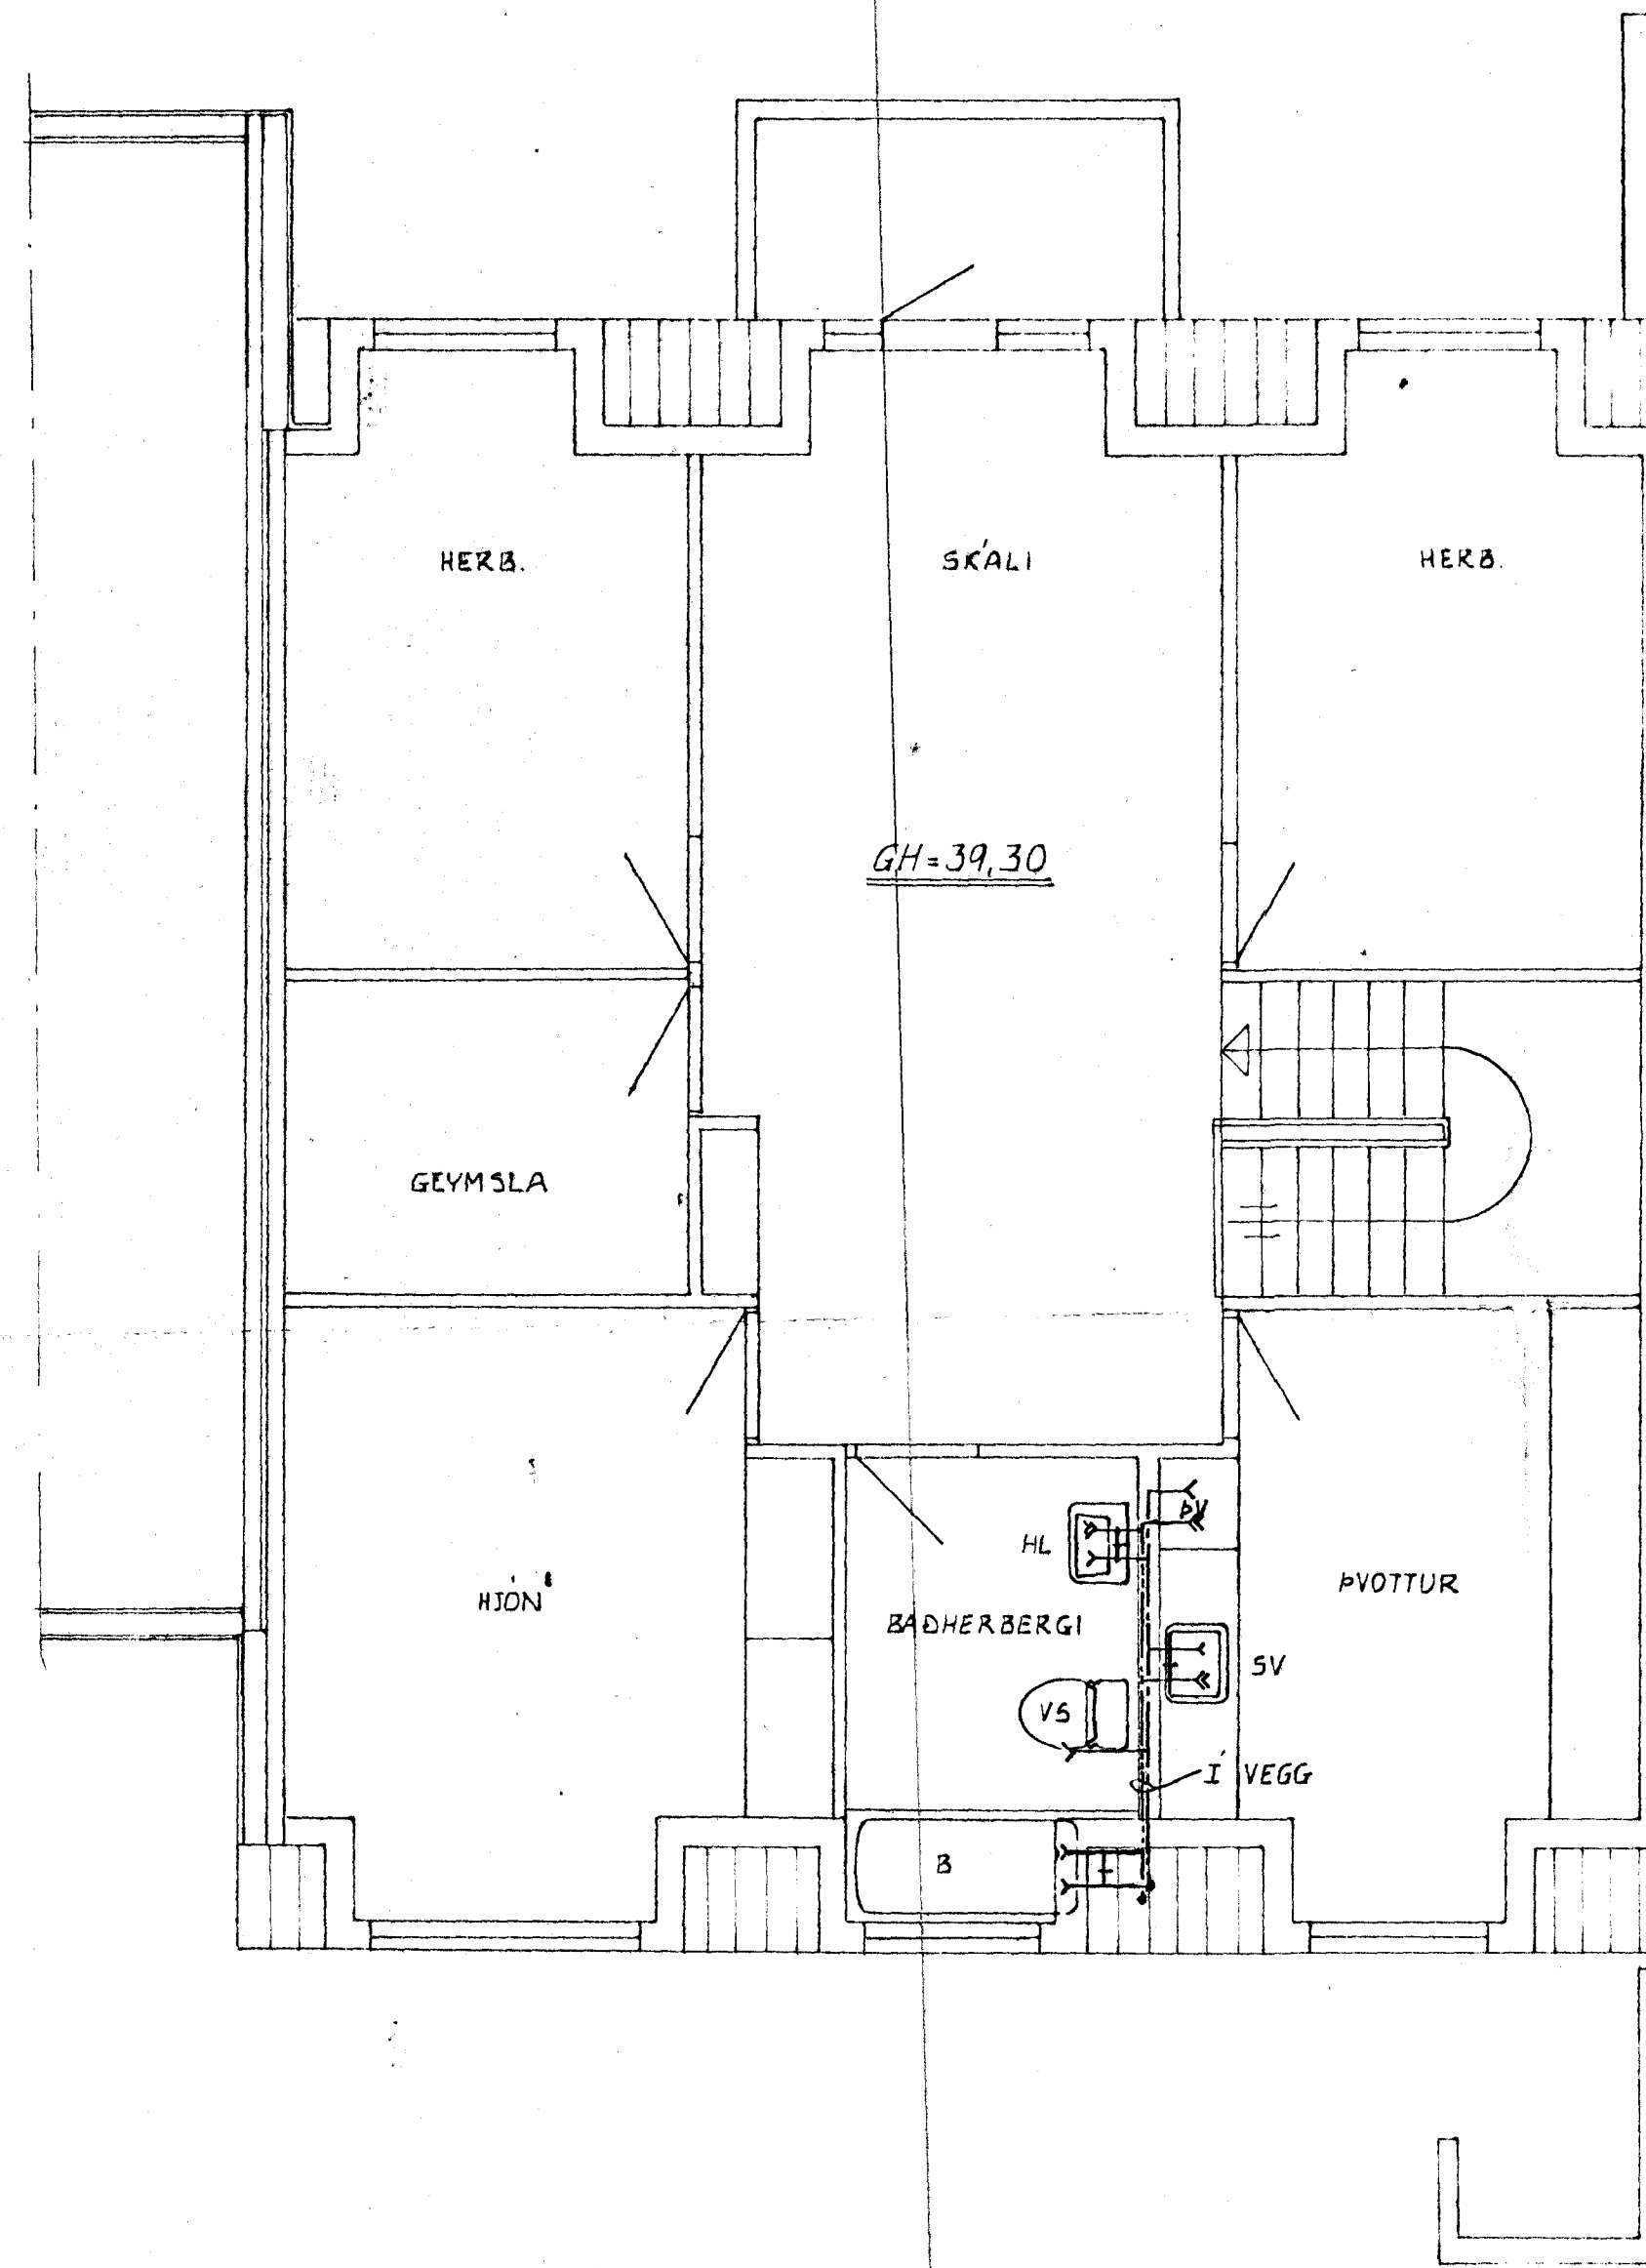 HERB.
SKÁLI
HERB.
GH=39,30
GEYMSLA
HL
ÞV
HJÓN
BAÐHERBERGI
ÞVOTTUR
SV
VS
Í VEGG
B